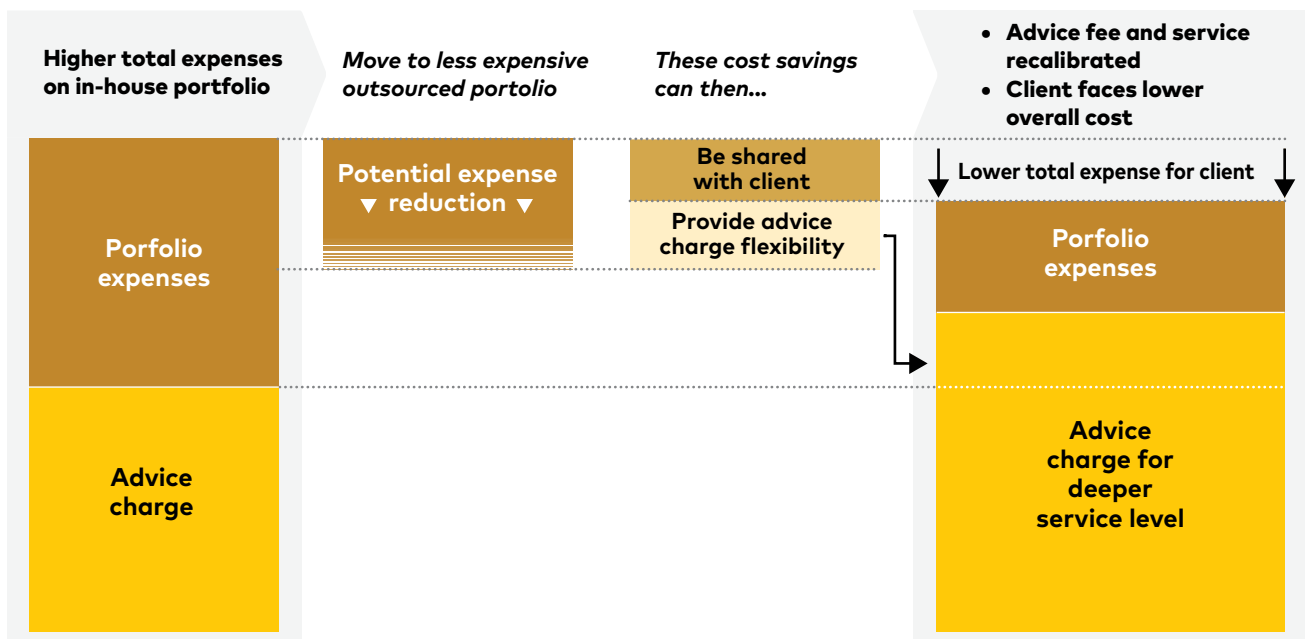 Higher total expenses
on in-house portfolio
Move to less expensive
outsourced portolio
These cost savings
can then...
• Advice fee and service
recalibrated
• Client faces lower
overall cost
Porfolio
expenses
Advice
charge
Potential expense
▼ reduction ▼
Be shared
with client
Provide advice
charge flexibility
Lower total expense for client
Porfolio
expenses
Advice
charge for
deeper
service level